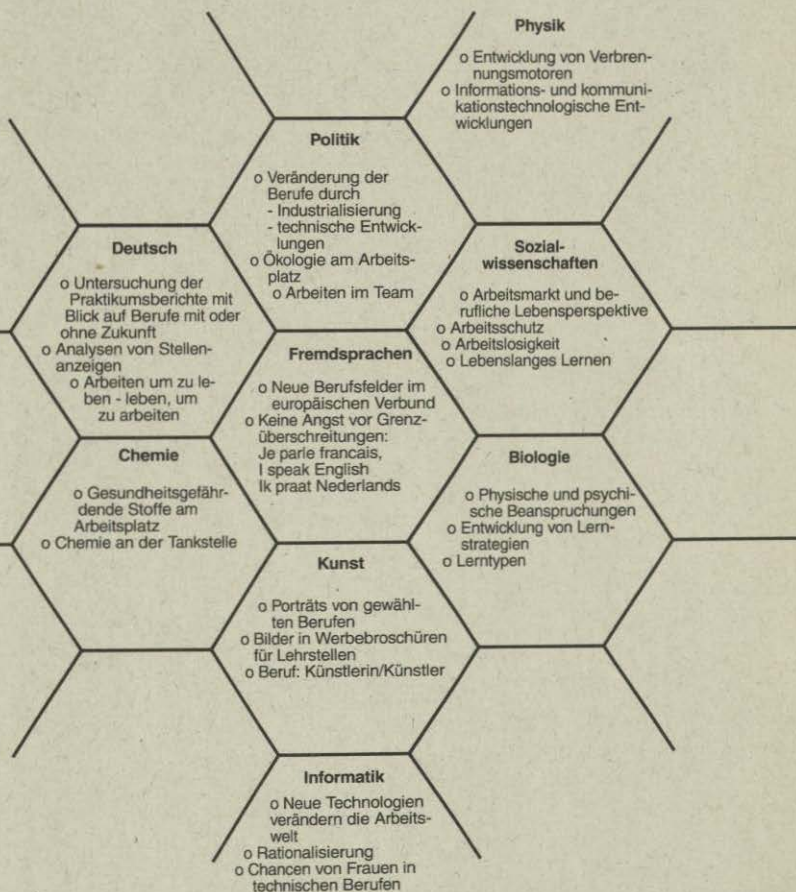 Physik
o Entwicklung von Verbren-
nungsmotoren
o Informations- und kommuni-
kationstechnologische Ent-
wicklungen
Politik
o Veränderung der
Berufe durch
- Industrialisierung
- technische Entwick-
lungen
o Ökologie am Arbeits-
platz
o Arbeiten im Team
Deutsch
o Untersuchung der
Praktikumsberichte mit
Blick auf Berufe mit oder
ohne Zukunft
o Analysen von Stellen-
anzeigen
o Arbeiten um zu le-
ben - leben, um
zu arbeiten
Sozial-
wissenschaften
o Arbeitsmarkt und be-
rufliche Lebensperspektive
o Arbeitsschutz
o Arbeitslosigkeit
o Lebenslanges Lernen
Fremdsprachen
o Neue Berufsfelder im
europäischen Verbund
o Keine Angst vor Grenz-
überschreitungen:
Je parle francais,
I speak English
Ik praat Nederlands
Chemie
o Gesundheitsgefähr-
dende Stoffe am
Arbeitsplatz
o Chemie an der Tankstelle
Biologie
o Physische und psychi-
sche Beanspruchungen
o Entwicklung von Lern-
strategien
o Lerntypen
Kunst
o Porträts von gewähl-
ten Berufen
o Bilder in Werbebroschüren
für Lehrstellen
o Beruf: Künstlerin/Künstler
Informatik
o Neue Technologien
verändern die Arbeits-
welt
o Rationalisierung
o Chancen von Frauen in
technischen Berufen